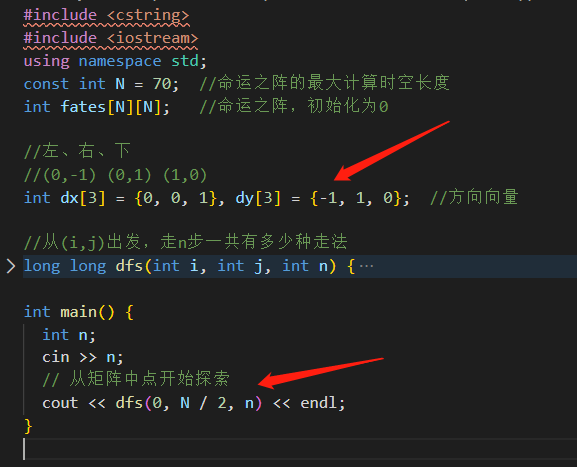 #include <cstring>
#include <iostream>
using namespace std;
const int N = 70;  //命运之阵的最大计算时空长度
int fates[N][N];   //命运之阵，初始化为0
//左、右、下
//(0,-1) (0,1) (1,0)
int dx[3] = {0, 0, 1}, dy[3] = {-1, 1, 0};  //方向向量
//从(i,j)出发，走n步一共有多少种走法
long long dfs(int i, int j, int n) {…
int main() {
  int n;
  cin >> n;
  // 从矩阵中点开始探索
  cout << dfs(0, N / 2, n) << endl;
}